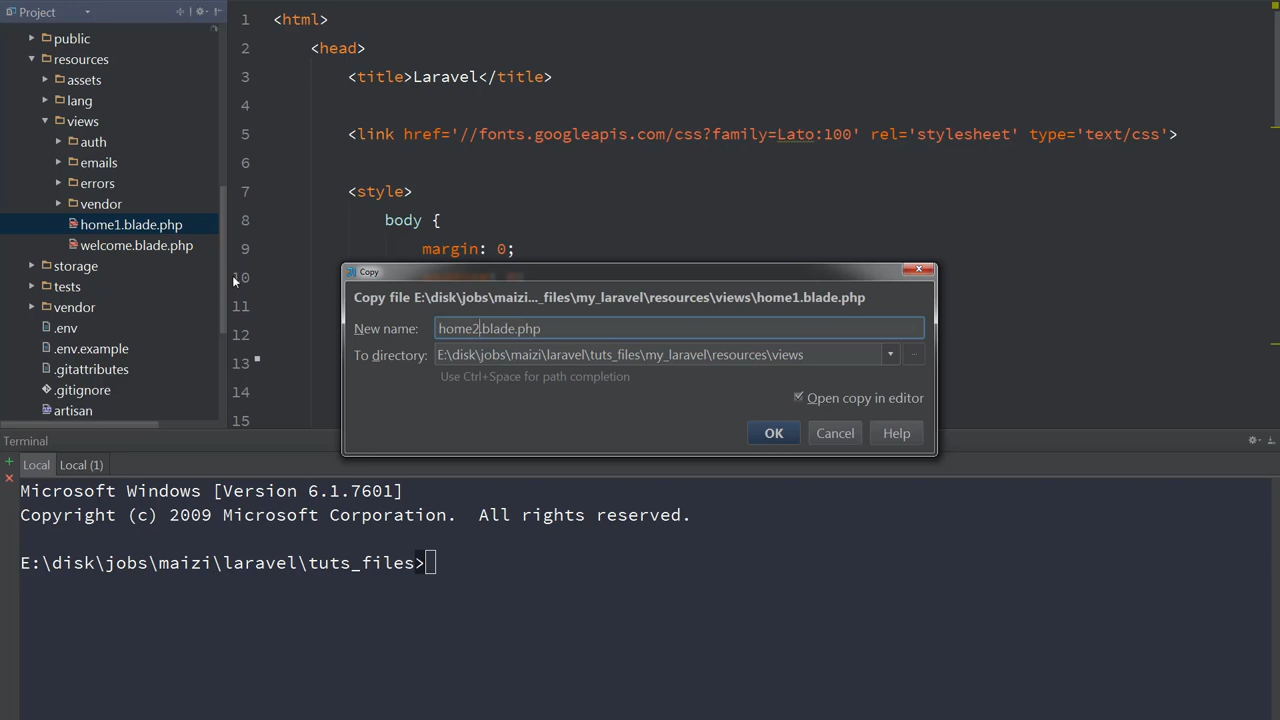 Project
public
resources
assets
lang
views
auth
emails
errors
vendor
home1.blade.php
welcome.blade.php
storage
tests
vendor
.env
.env.example
.gitattributes
.gitignore
artisan
1 <html>
2 <head>
3 <title>Laravel</title>
4
5 <link href='//fonts.googleapis.com/css?family=Lato:100' rel='stylesheet' type='text/css'>
6
7 <style>
8 body {
9 margin: 0;
10
11
12
13
14
15
Copy
Copy file E:\disk\jobs\maizi..._files\my_laravel\resources\views\home1.blade.php
New name: home2.blade.php
To directory: E:\disk\jobs\maizi\laravel\tuts_files\my_laravel\resources\views
Use Ctrl+Space for path completion
Open copy in editor
OK Cancel Help
Terminal
Local Local (1)
Microsoft Windows [Version 6.1.7601]
Copyright (c) 2009 Microsoft Corporation. All rights reserved.
E:\disk\jobs\maizi\laravel\tuts_files>